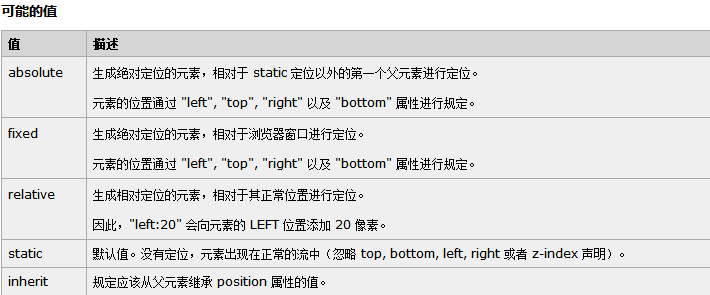 可能的值
值 描述
absolute 生成绝对定位的元素，相对于 static 定位以外的第一个父元素进行定位。
元素的位置通过 "left", "top", "right" 以及 "bottom" 属性进行规定。
fixed 生成绝对定位的元素，相对于浏览器窗口进行定位。
元素的位置通过 "left", "top", "right" 以及 "bottom" 属性进行规定。
relative 生成相对定位的元素，相对于其正常位置进行定位。
因此，"left:20" 会向元素的 LEFT 位置添加 20 像素。
static 默认值。没有定位，元素出现在正常的流中（忽略 top, bottom, left, right 或者 z-index 声明）。
inherit 规定应该从父元素继承 position 属性的值。